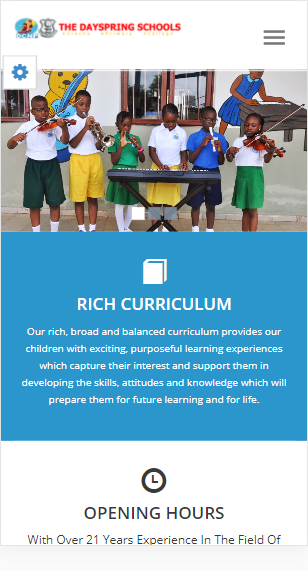 THE DAYSPRING SCHOOLS
RICH CURRICULUM
Our rich, broad and balanced curriculum provides our
children with exciting, purposeful learning experiences
which capture their interest and support them in
developing the skills, attitudes and knowledge which will
prepare them for future learning and for life.
OPENING HOURS
With Over 21 Years Experience In The Field Of